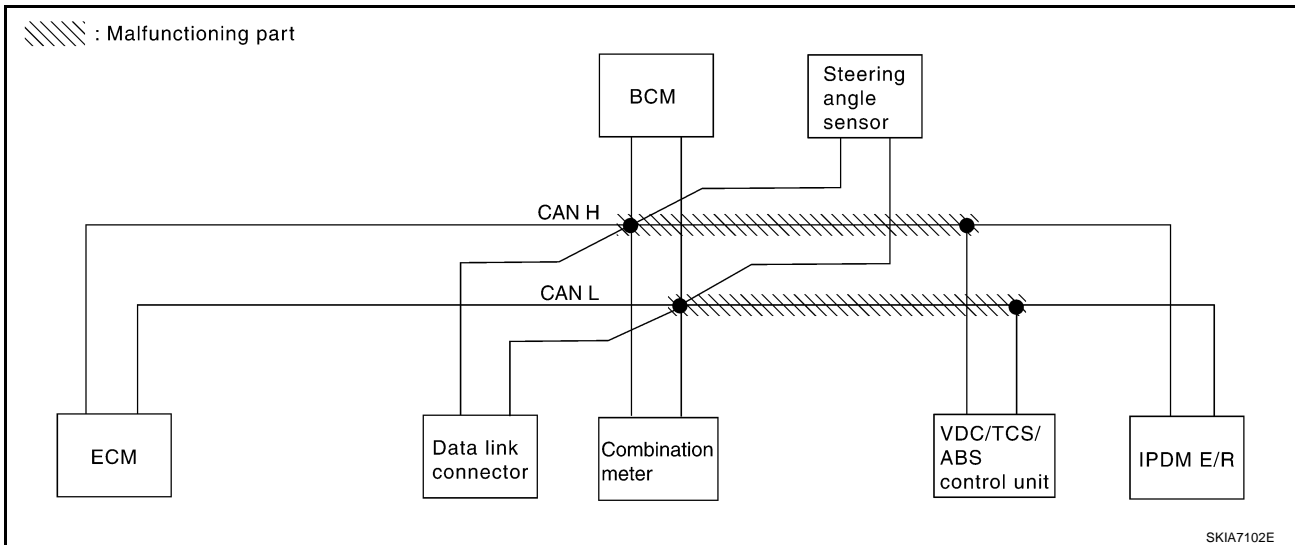 : Malfunctioning part
BCM
Steering
angle
sensor
CAN H
CAN L
ECM
Data link
connector
Combination
meter
VDC/TCS/
ABS
control unit
IPDM E/R
SKIA7102E